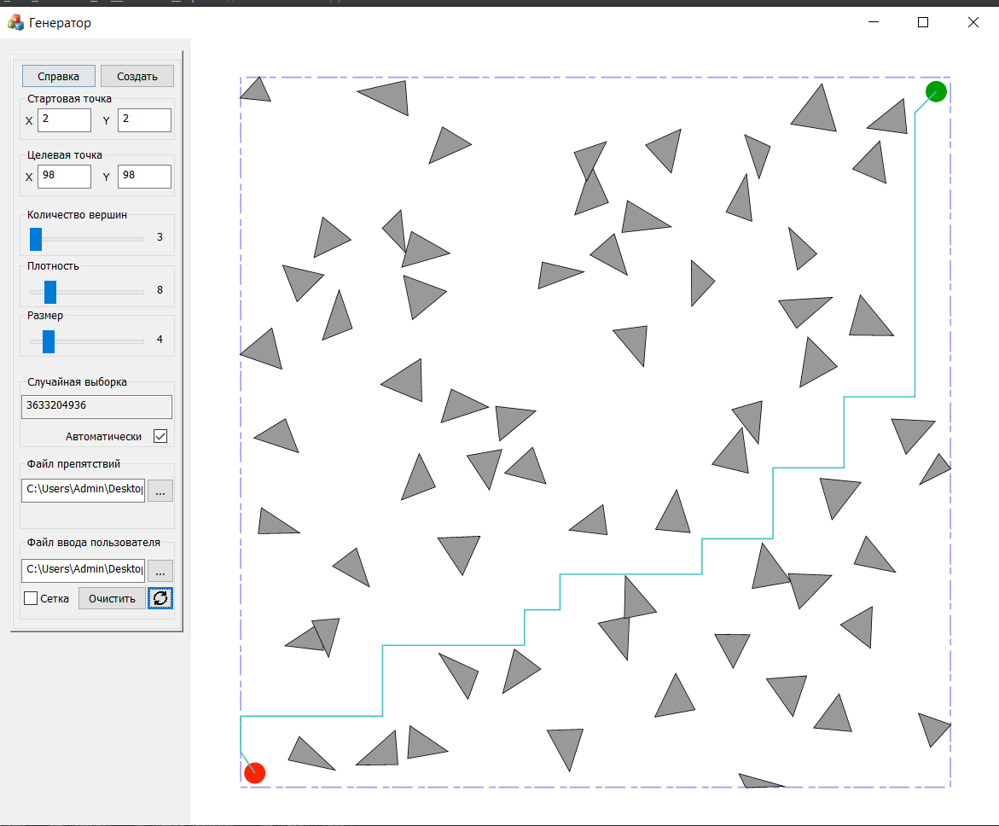 Генератор
Справка Создать
Стартовая точка
X 2 Y 2
Целевая точка
X 98 Y 98
Количество вершин
3
Плотность
8
Размер
4
Случайная выборка
3633204936
Автоматически
Файл препятствий
C:\Users\Admin\Desktop ...
Файл ввода пользователя
C:\Users\Admin\Desktop ...
Сетка Очистить